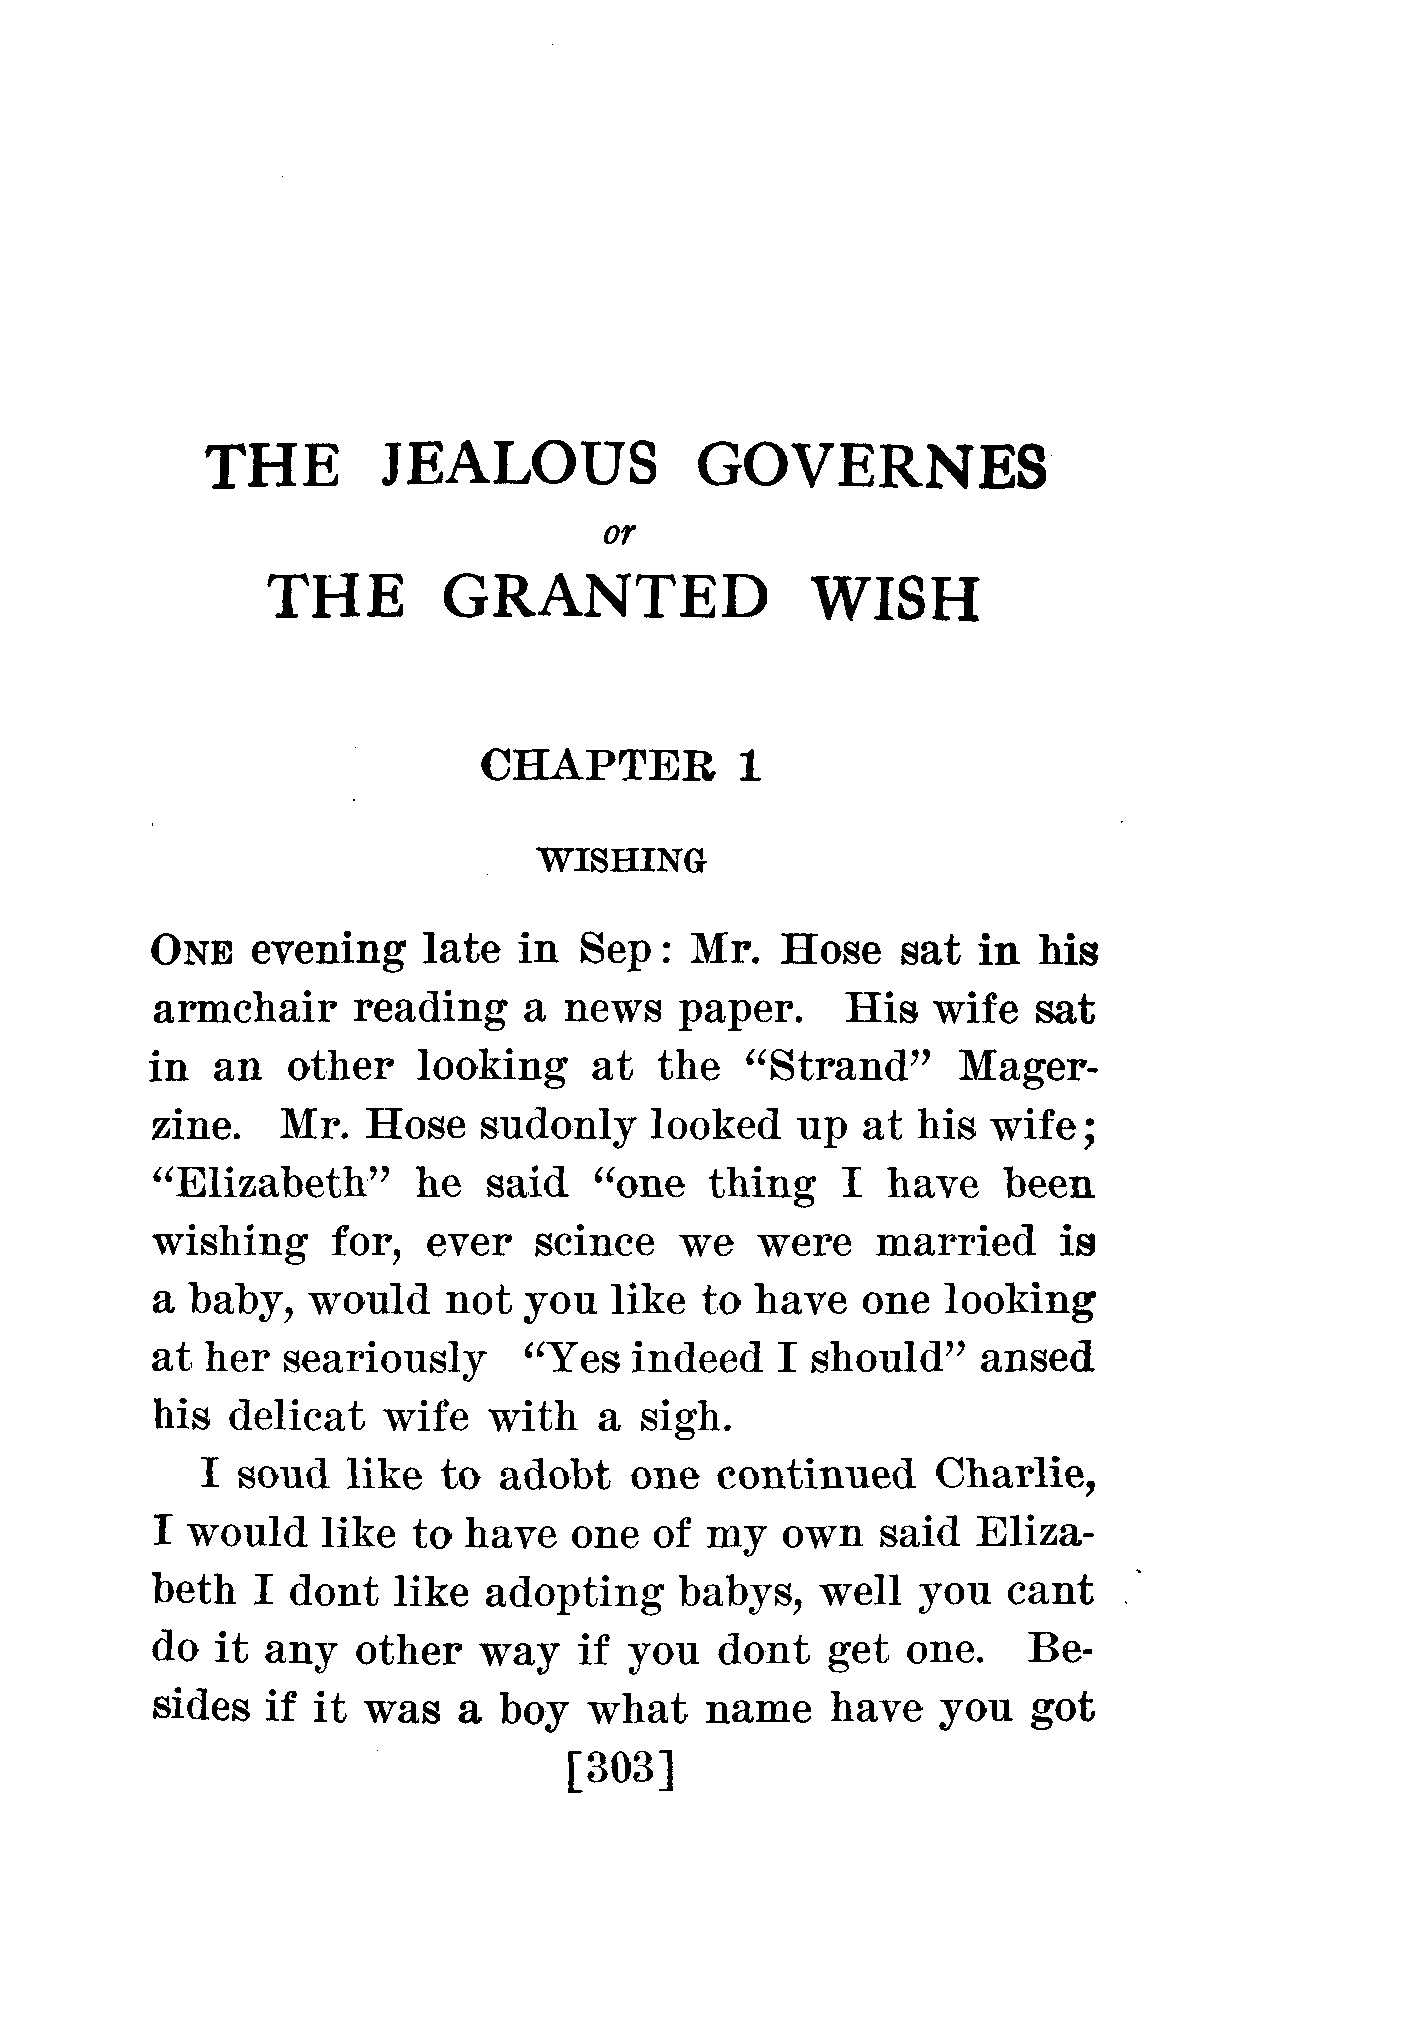 THE JEALOUS GOVERNES
or
THE GRANTED WISH
CHAPTER 1
WISHING
ONE evening late in Sep: Mr. Hose sat in his
armchair reading a news paper. His wife sat
in an other looking at the “Strand” Mager-
zine. Mr. Hose sudonly looked up at his wife;
“Elizabeth” he said “one thing I have been
wishing for, ever scince we were married is
a baby, would not you like to have one looking
at her seariously “Yes indeed I should” ansed
his delicat wife with a sigh.
I soud like to adobt one continued Charlie,
I would like to have one of my own said Eliza-
beth I dont like adopting babys, well you cant
do it any other way if you dont get one. Be-
sides if it was a boy what name have you got
[303]